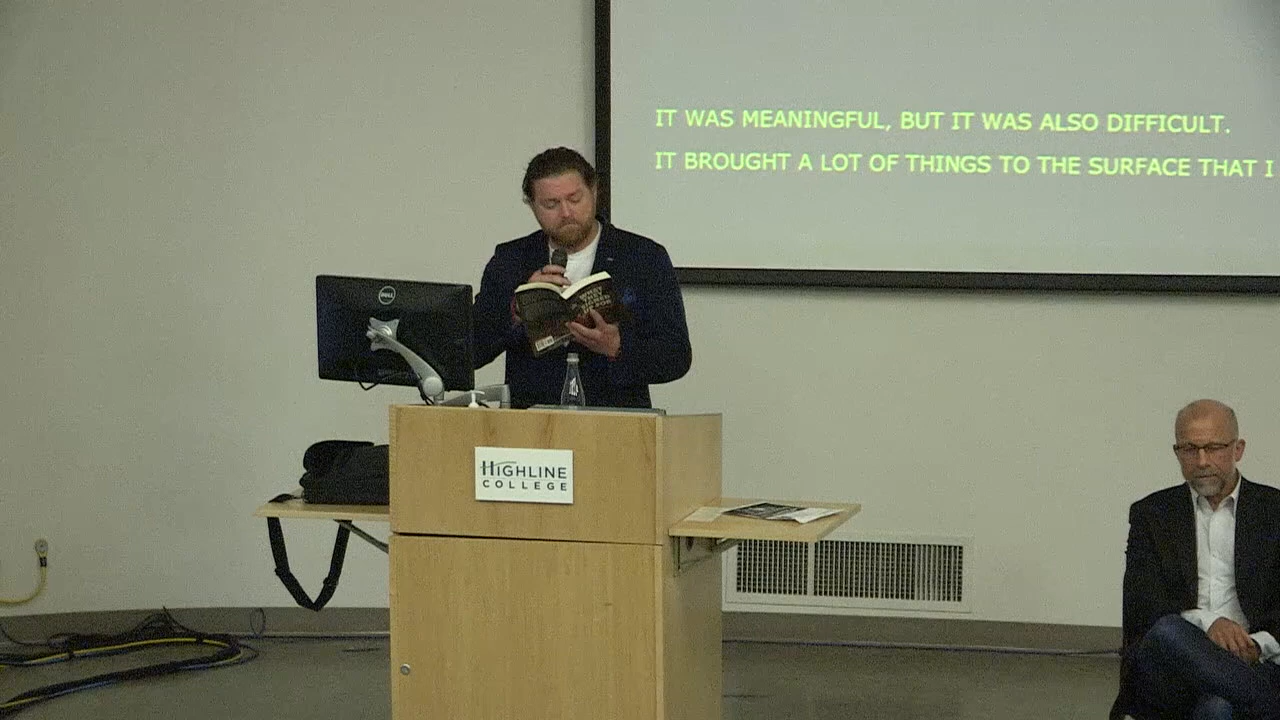 IT WAS MEANINGFUL, BUT IT WAS ALSO DIFFICULT.
IT BROUGHT A LOT OF THINGS TO THE SURFACE THAT I
DELL
HIGHLINE
COLLEGE